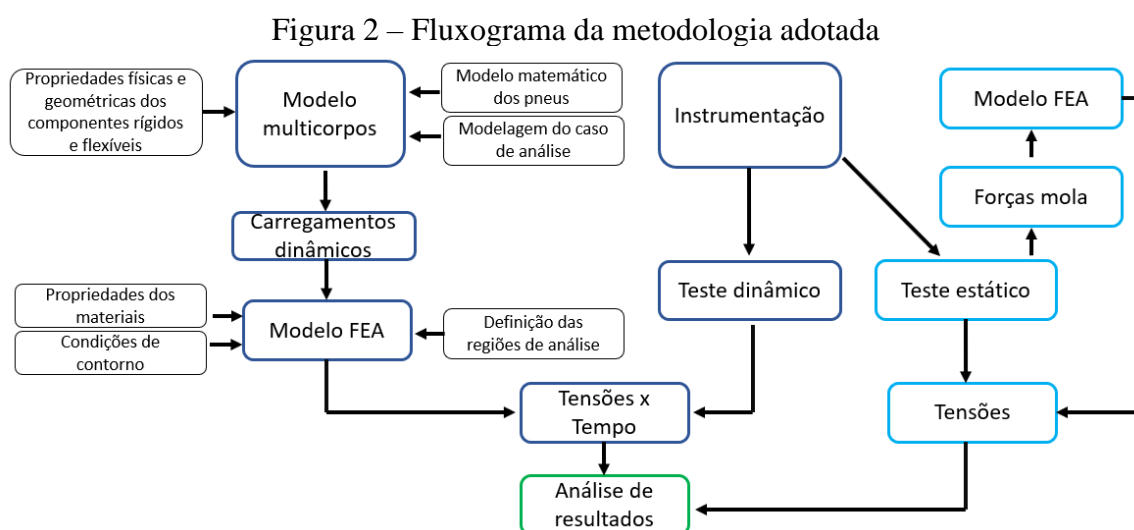 Figura 2 – Fluxograma da metodologia adotada
Propriedades físicas e
geométricas dos
componentes rígidos
e flexíveis
Modelo
multicorpos
Modelo matemático
dos pneus
Modelagem do caso
de análise
Instrumentação
Modelo FEA
Forças mola
Carregamentos
dinâmicos
Teste dinâmico
Teste estático
Propriedades dos
materiais
Condições de
contorno
Modelo FEA
Definição das
regiões de análise
Tensões x
Tempo
Tensões
Análise de
resultados